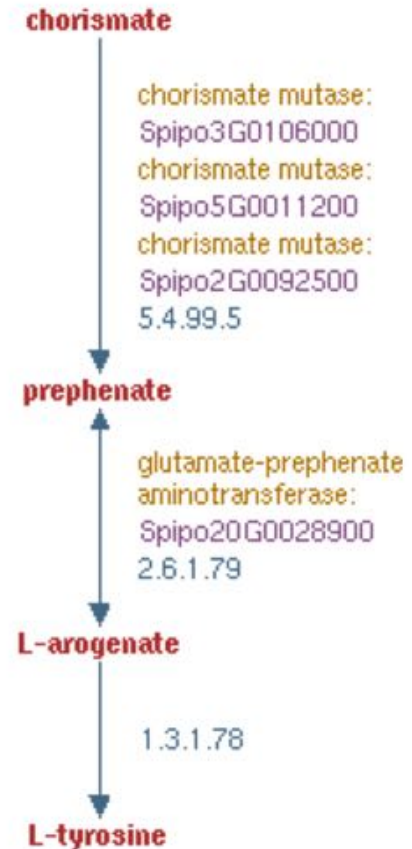 chorismate
chorismate mutase:
Spipo3G0106000
chorismate mutase:
Spipo5G0011200
chorismate mutase:
Spipo2G0092500
5.4.99.5
prephenate
glutamate-prephenate
aminotransferase:
Spipo20G0028900
2.6.1.79
L-arogenate
1.3.1.78
L-tyrosine